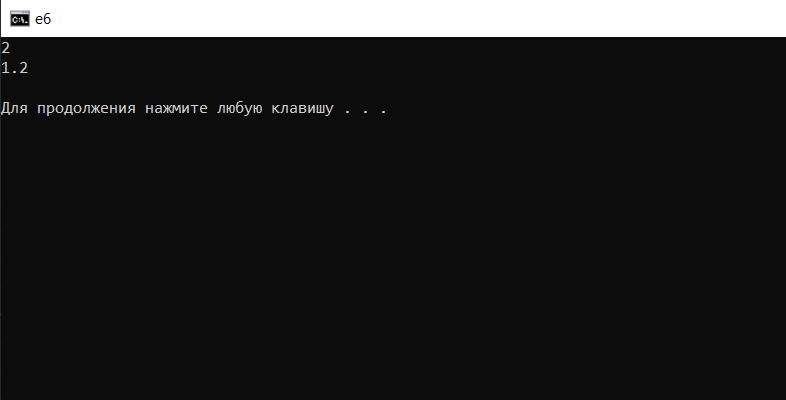 e6
2
1.2
Для продолжения нажмите любую клавишу . . .